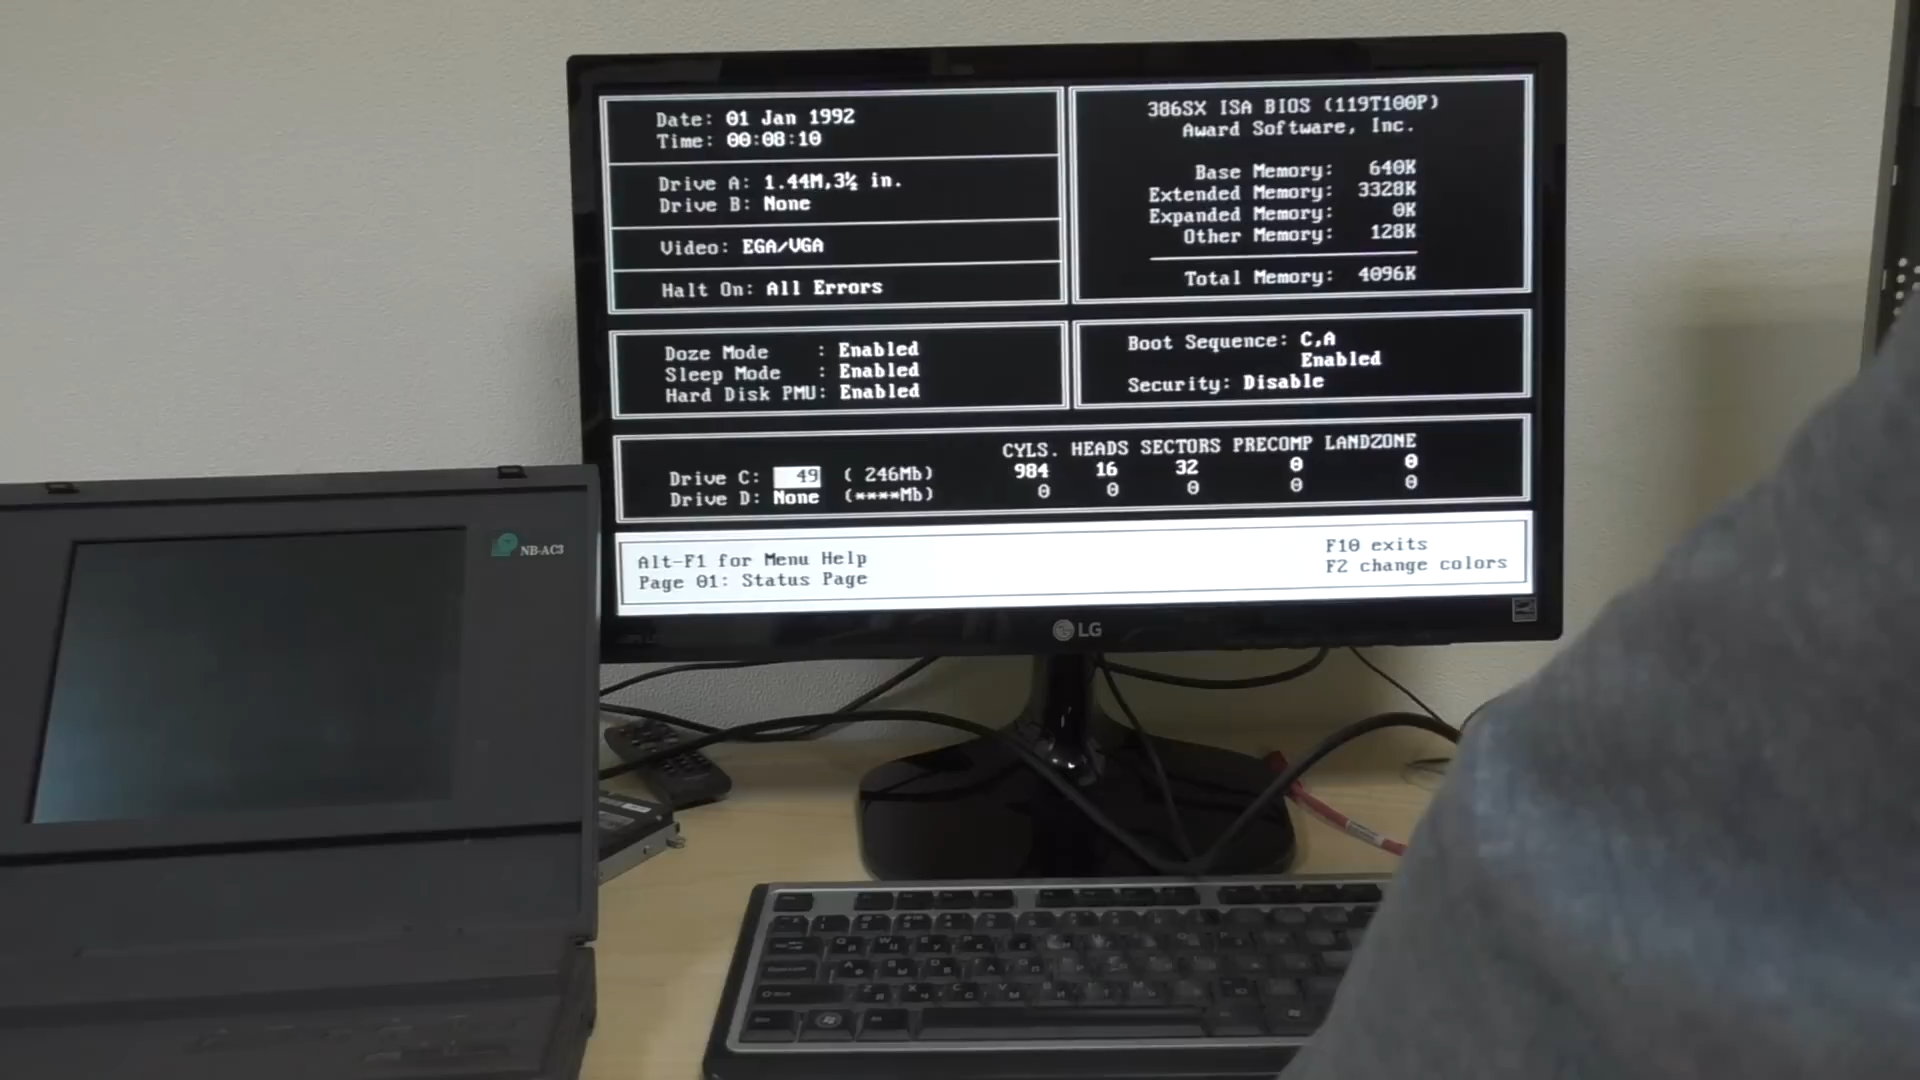 Date: 01 Jan 1992
Time: 00:08:10
Drive A: 1.44M,3½ in.
Drive B: None
Video: EGA/VGA
Halt On: All Errors
386SX ISA BIOS (119T100P)
Award Software, Inc.
Base Memory: 640K
Extended Memory: 3328K
Expanded Memory: 0K
Other Memory: 128K
Total Memory: 4096K
Doze Mode : Enabled
Sleep Mode : Enabled
Hard Disk PMU: Enabled
Boot Sequence: C,A
Enabled
Security: Disable
CYLS. HEADS SECTORS PRECOMP LANDZONE
Drive C: 49 ( 246Mb) 984 16 32 0 0
Drive D: None (****Mb) 0 0 0 0 0
Alt-F1 for Menu Help
Page 01: Status Page
F10 exits
F2 change colors
LG
NB-AC3